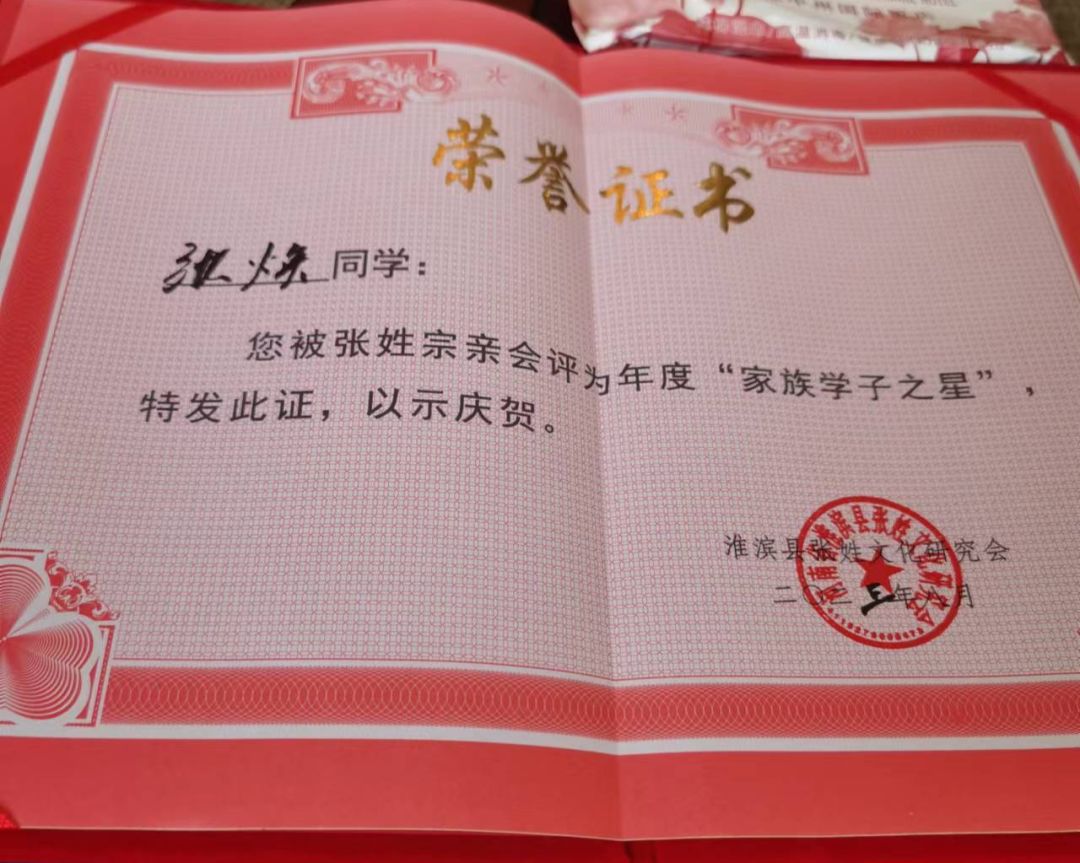 荣誉证书
张焕同学：
您被张姓宗亲会评为年度“家族学子之星”，
特发此证，以示庆贺。
淮滨县张姓文化研究会
二〇二三年八月